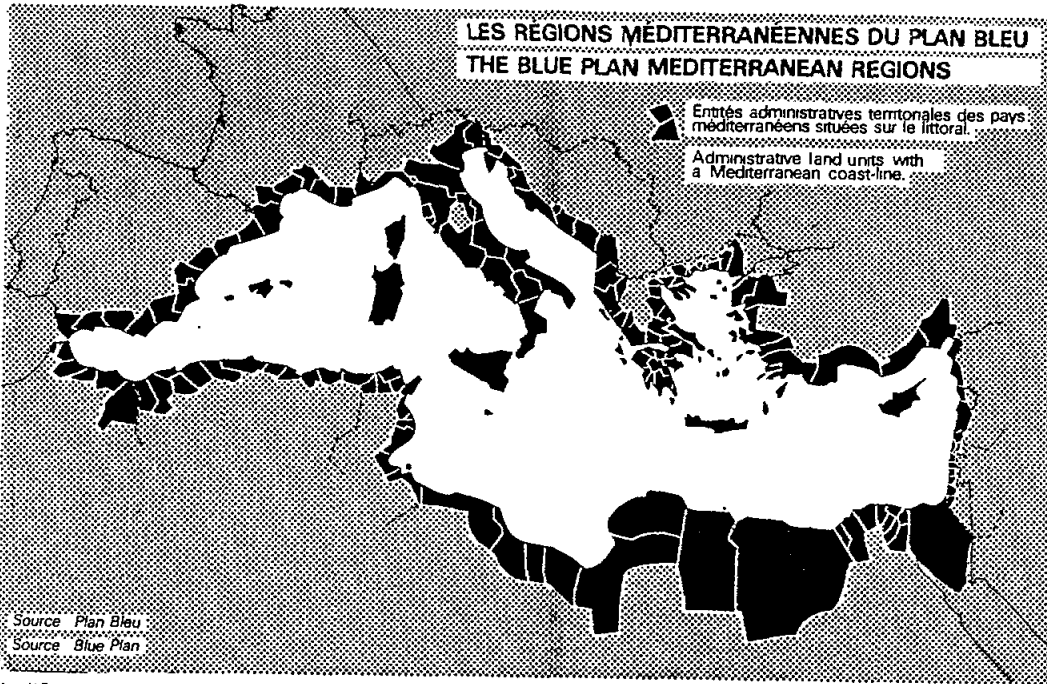 LES RÉGIONS MÉDITERRANÉENNES DU PLAN BLEU
THE BLUE PLAN MEDITERRANEAN REGIONS
Entités administratives territoriales des pays
méditerranéens situées sur le littoral.
Administrative land units with
a Mediterranean coast-line.
Source Plan Bleu
Source Blue Plan